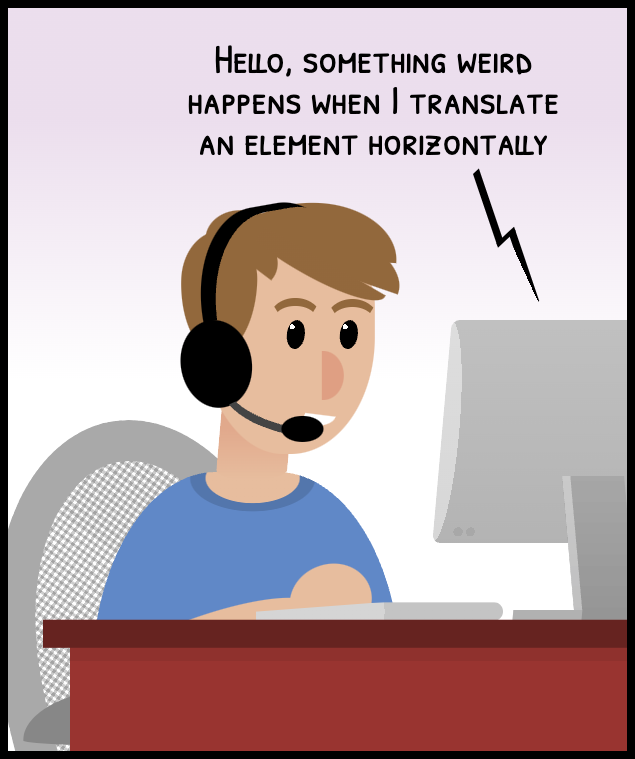 Hello, something weird
happens when I translate
an element horizontally